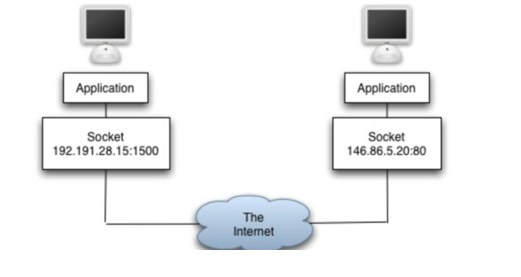 Application
Application
Socket
192.191.28.15:1500
Socket
146.86.5.20:80
The
Internet